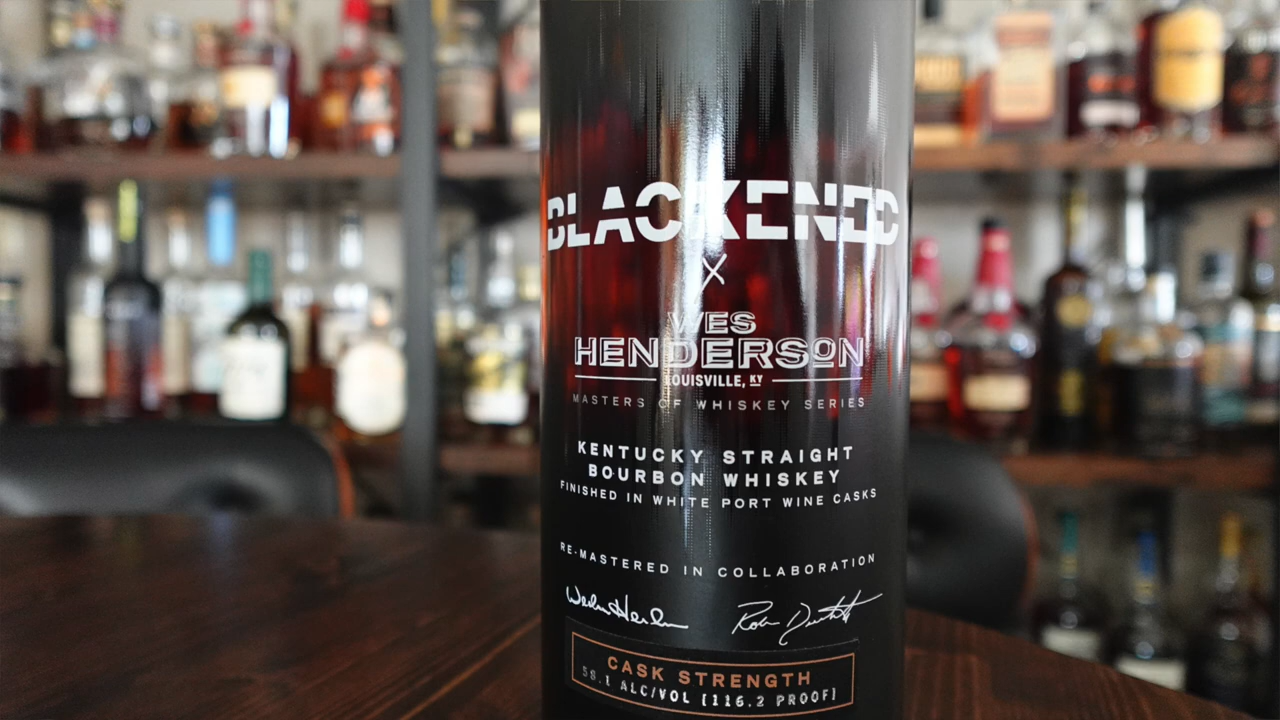 BLACKENED
X
WES
HENDERSON
LOUISVILLE, KY
MASTERS OF WHISKEY SERIES
KENTUCKY STRAIGHT
BOURBON WHISKEY
FINISHED IN WHITE PORT WINE CASKS
RE-MASTERED IN COLLABORATION
CASK STRENGTH
58.1 ALC/VOL [116.2 PROOF]